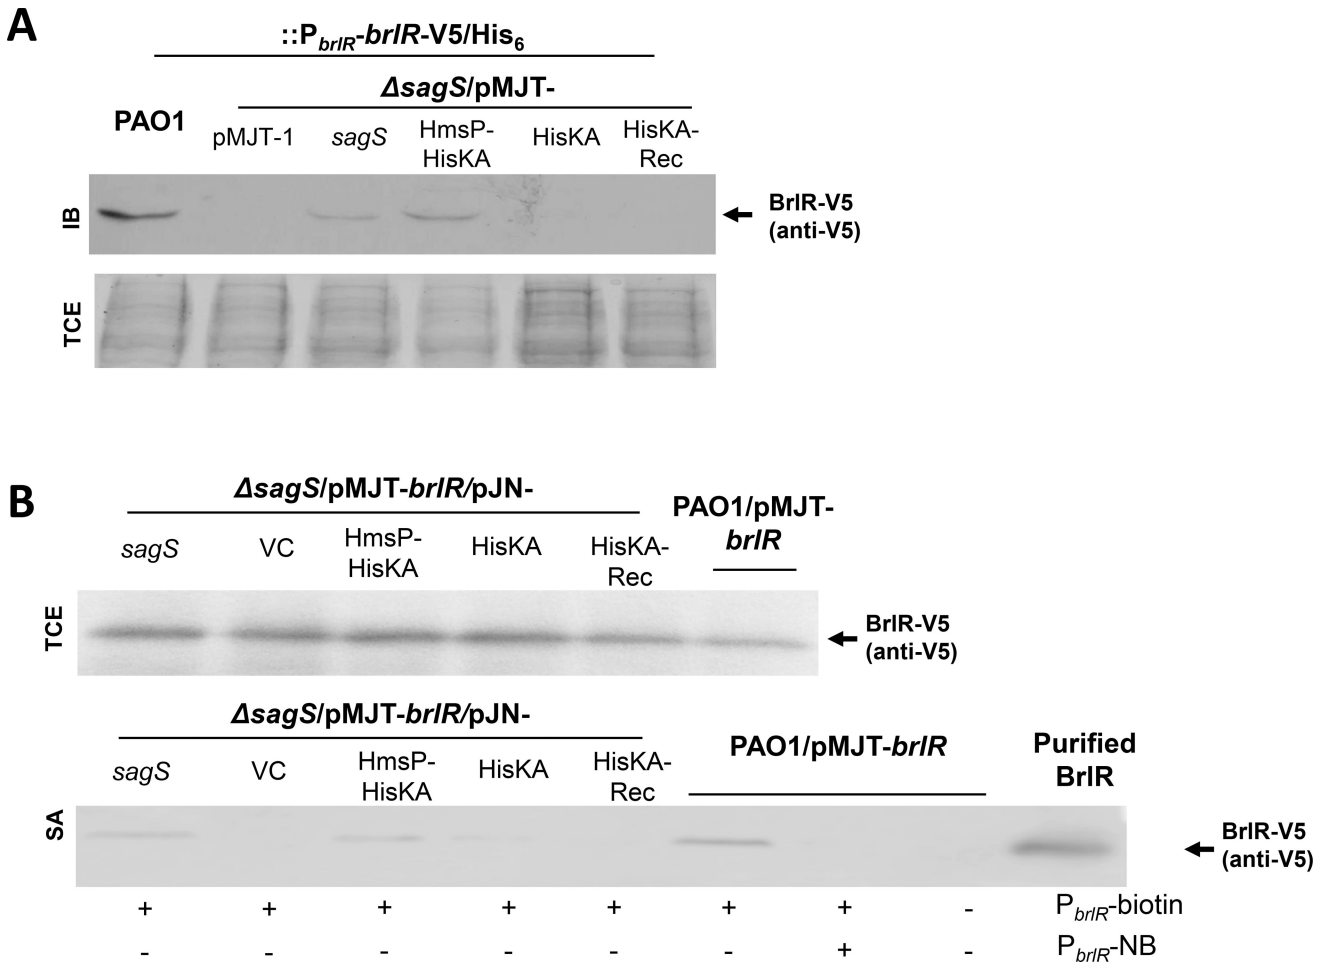 A
::PbrlR-brlR-V5/His6
ΔsagS/pMJT-
PAO1
pMJT-1 sagS HmsP-HisKA HisKA HisKA-Rec
IB
BrlR-V5
(anti-V5)
TCE
B
ΔsagS/pMJT-brlR/pJN-
PAO1/pMJT-
brlR
sagS VC HmsP-HisKA HisKA HisKA-Rec
TCE
BrlR-V5
(anti-V5)
ΔsagS/pMJT-brlR/pJN-
PAO1/pMJT-brlR
Purified
BrlR
sagS VC HmsP-HisKA HisKA HisKA-Rec
SA
BrlR-V5
(anti-V5)
+ + + + + + + - PbrlR-biotin
- - - - - - + - PbrlR-NB